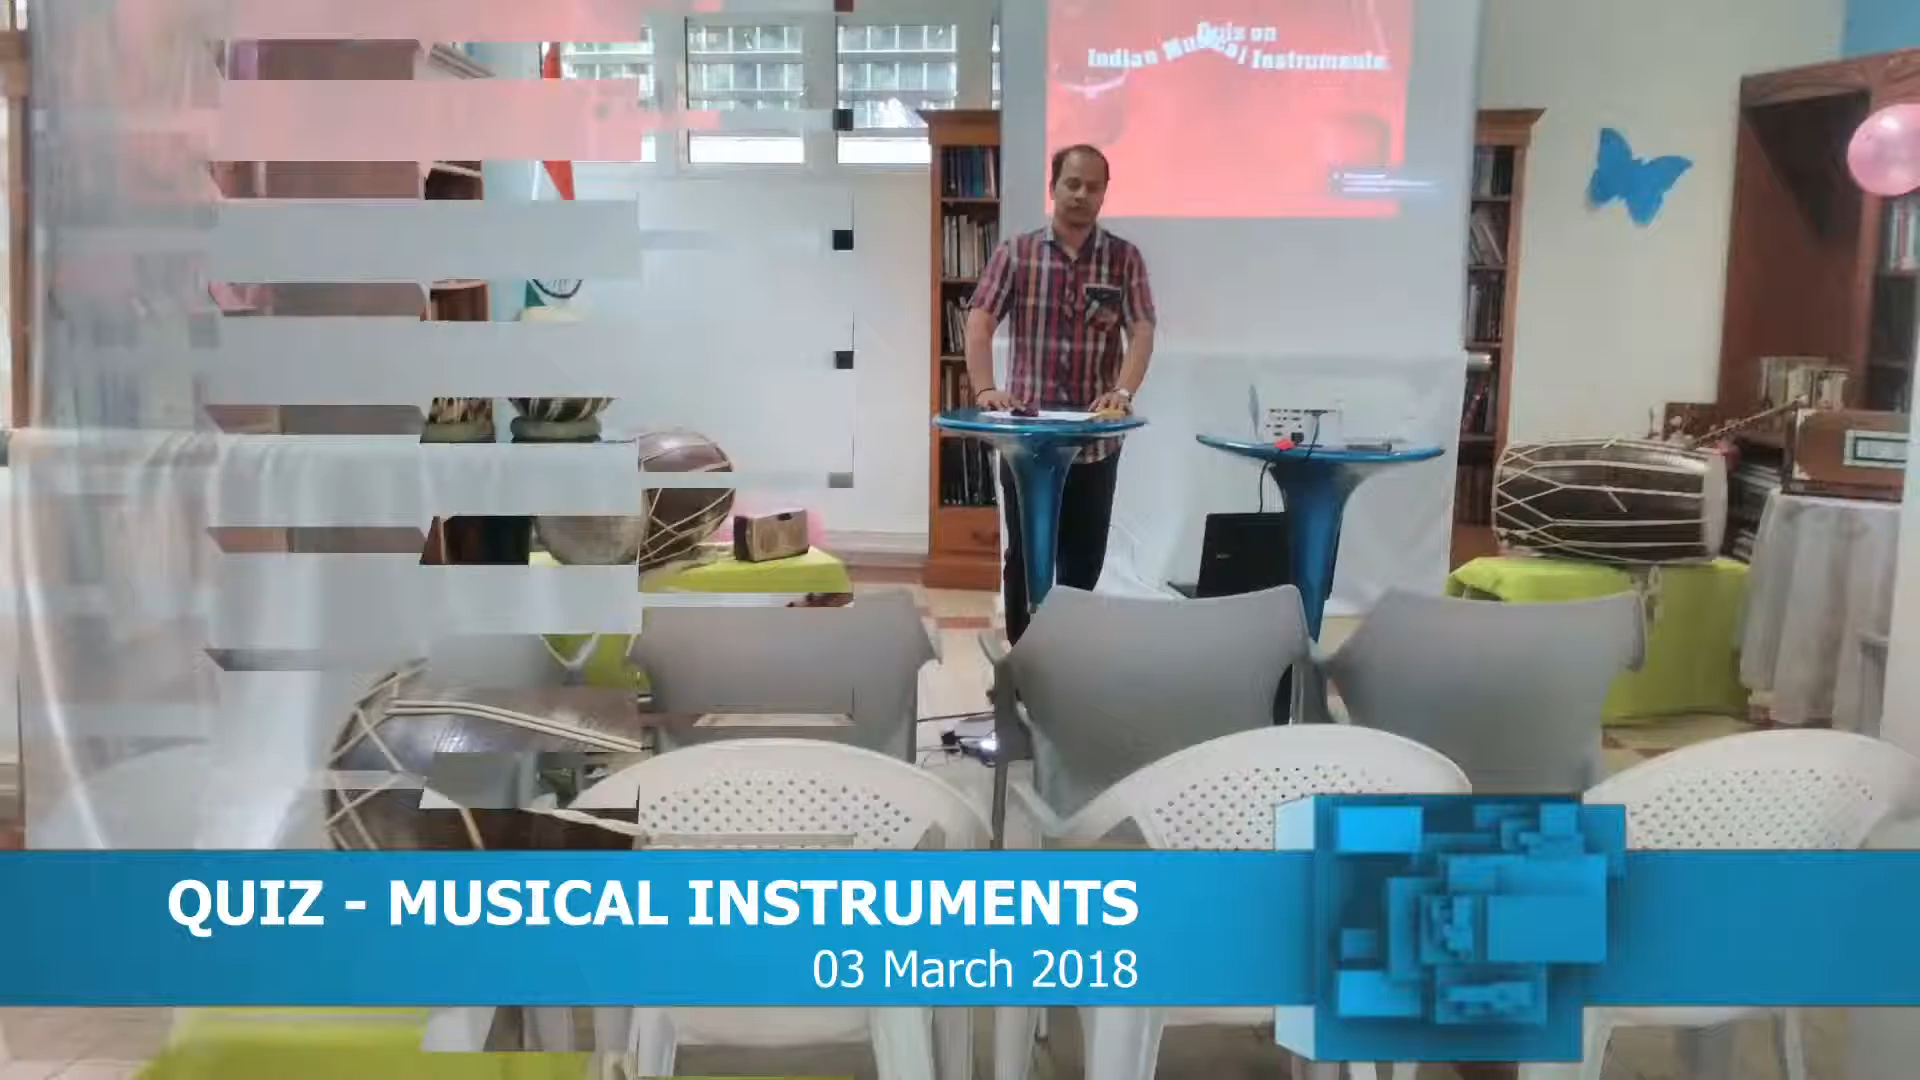 Quiz on
Indian Musical Instruments
QUIZ - MUSICAL INSTRUMENTS
03 March 2018